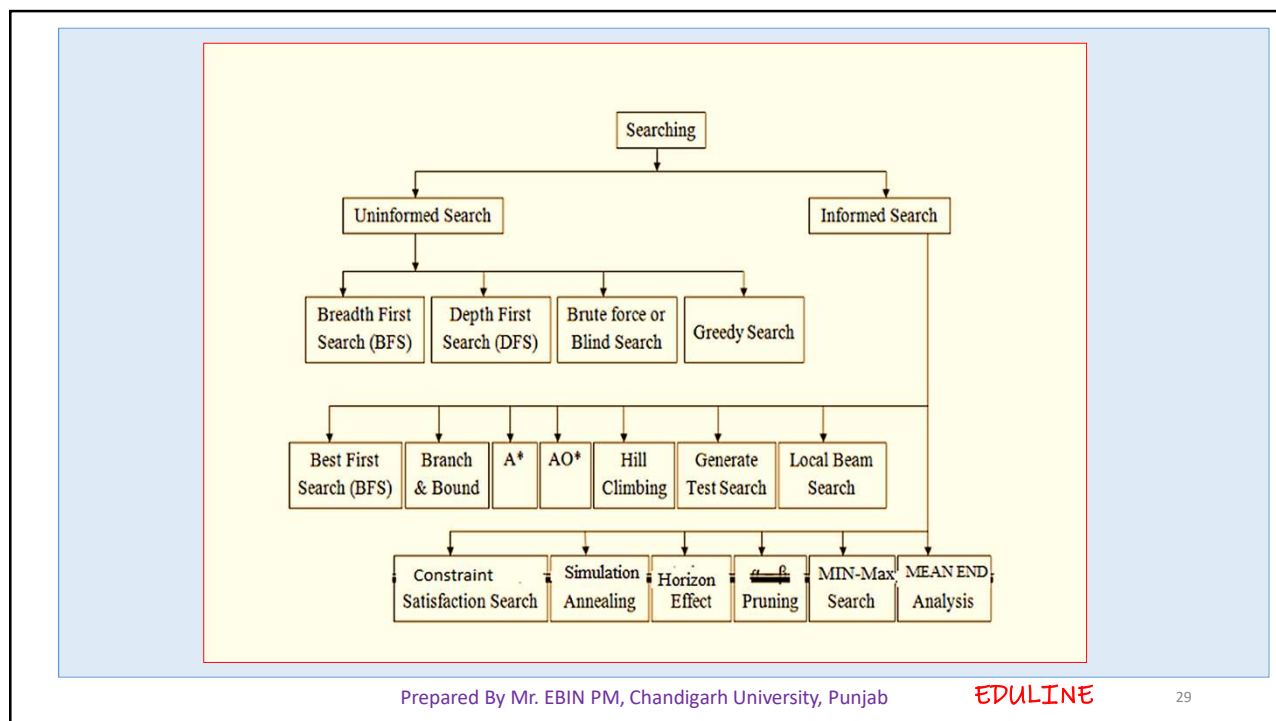 Searching
Uninformed Search
Informed Search
Breadth First
Search (BFS)
Depth First
Search (DFS)
Brute force or
Blind Search
Greedy Search
Best First
Search (BFS)
Branch
& Bound
A*
AO*
Hill
Climbing
Generate
Test Search
Local Beam
Search
Constraint
Satisfaction Search
Simulation
Annealing
Horizon
Effect
α–β
Pruning
MIN-Max
Search
MEAN END
Analysis
Prepared By Mr. EBIN PM, Chandigarh University, Punjab
EDULINE
29